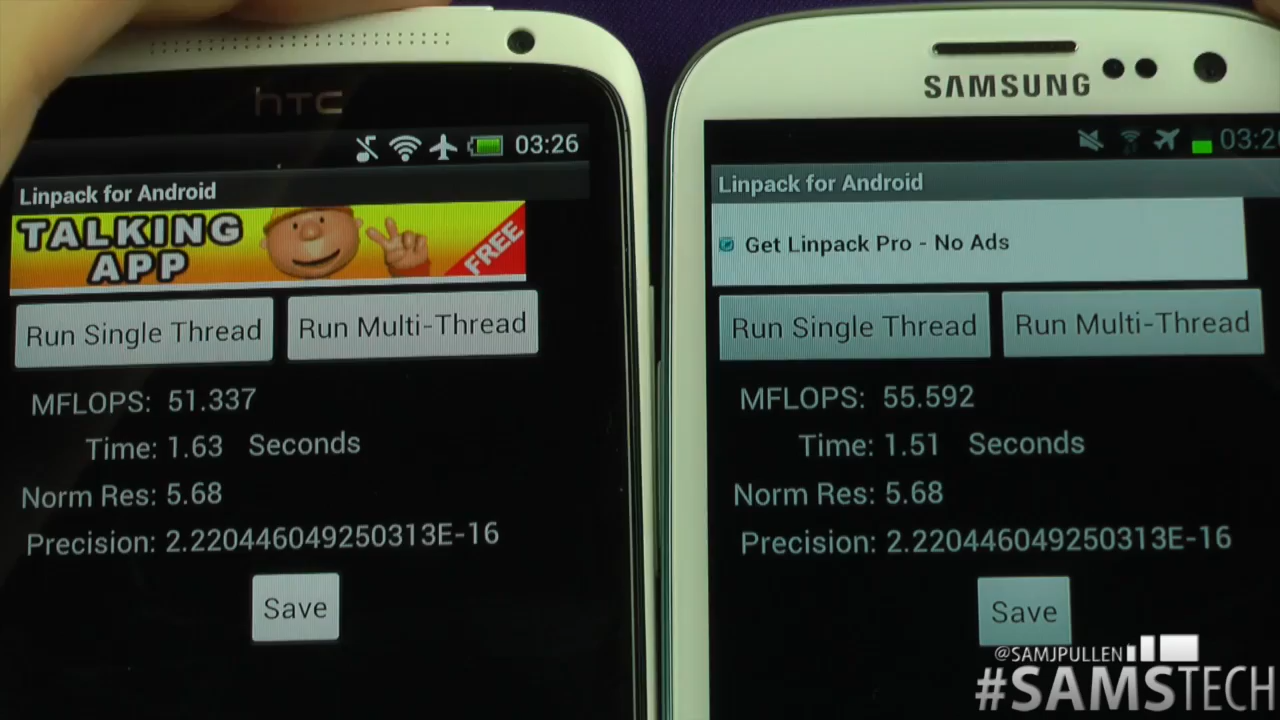 hTC
03:26
Linpack for Android
TALKING
APP
FREE
Run Single Thread
Run Multi-Thread
MFLOPS: 51.337
Time: 1.63 Seconds
Norm Res: 5.68
Precision: 2.220446049250313E-16
Save
SAMSUNG
Linpack for Android
Get Linpack Pro - No Ads
Run Single Thread
Run Multi-Thread
MFLOPS: 55.592
Time: 1.51 Seconds
Norm Res: 5.68
Precision: 2.220446049250313E-16
Save
@SAMJPULLEN
#SAMSTECH